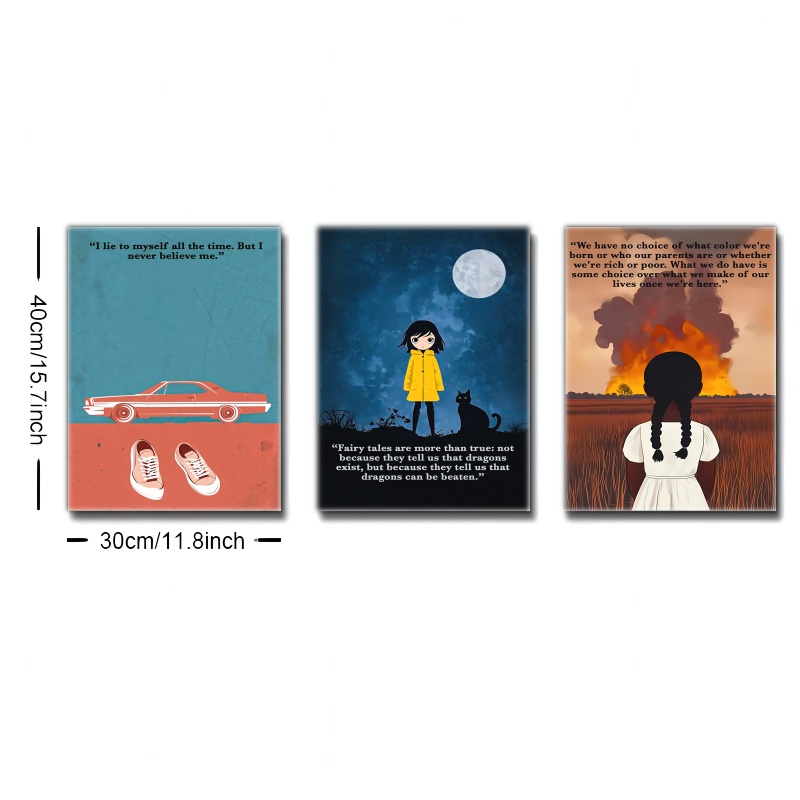 “I lie to myself all the time. But I
never believe me.”
“Fairy tales are more than true: not
because they tell us that dragons
exist, but because they tell us that
dragons can be beaten.”
“We have no choice of what color we're
born or who our parents are or whether
we're rich or poor. What we do have is
some choice over what we make of our
lives once we're here.”
40cm/15.7inch
30cm/11.8inch